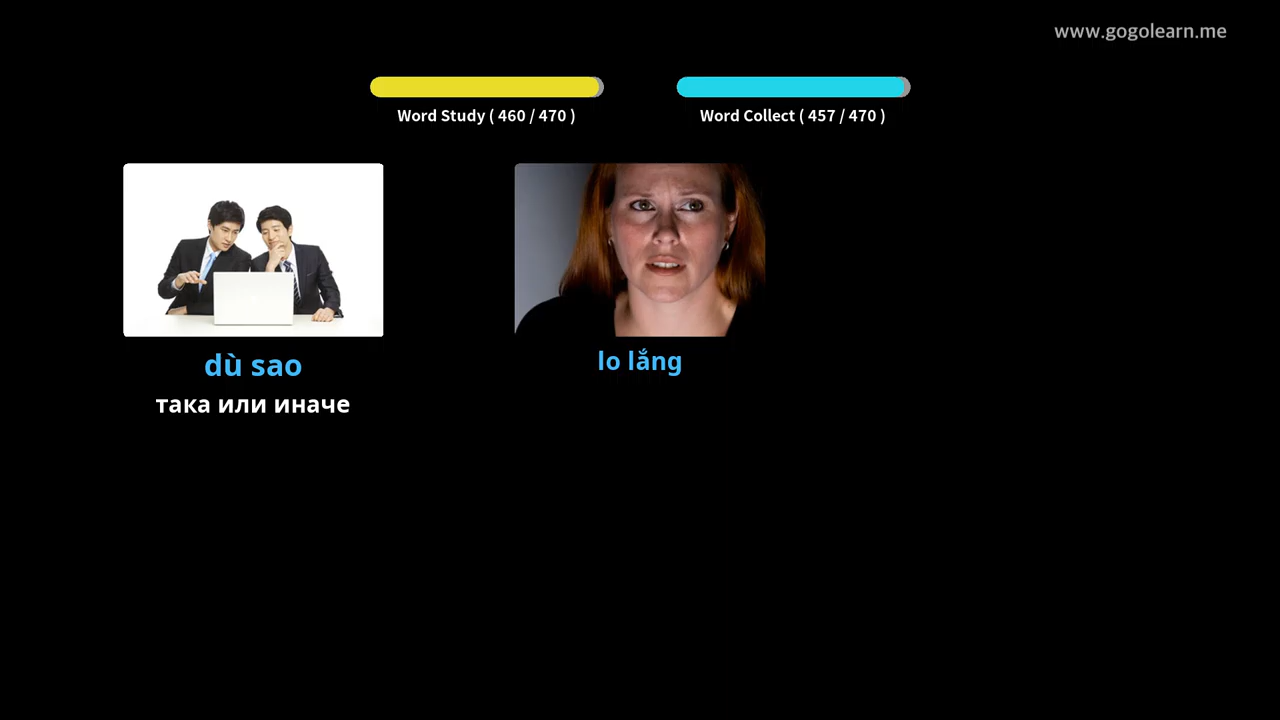 www.gogolearn.me
Word Study ( 460 / 470 )
Word Collect ( 457 / 470 )
dù sao
така или иначе
lo lắng